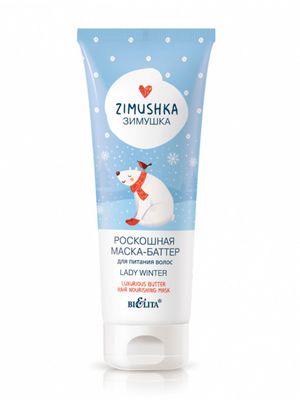 ZIMUSHKA
ЗИМУШКА
РОСКОШНАЯ
МАСКА-БАТТЕР
для питания волос
LADY WINTER
LUXURIOUS BUTTER
HAIR NOURISHING MASK
BIELITA®